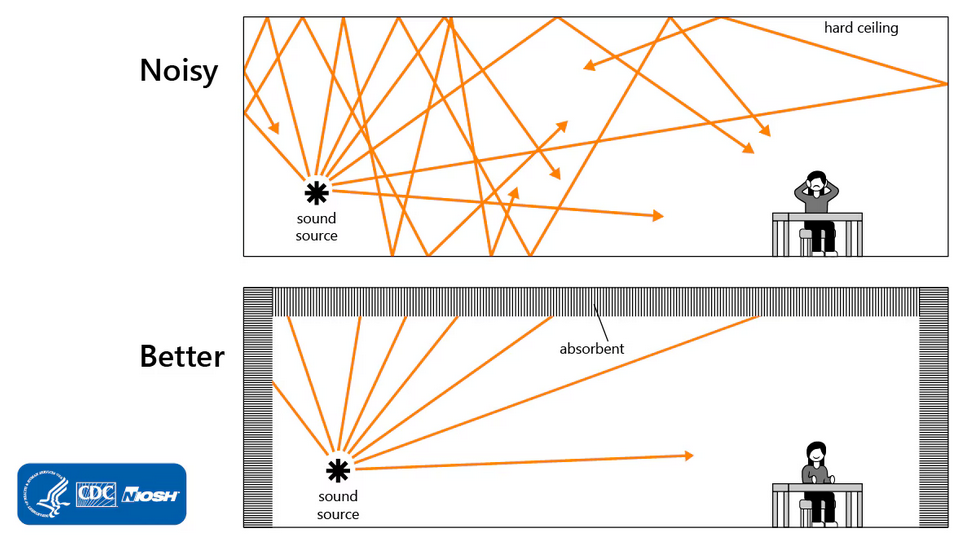 Noisy
hard ceiling
sound
source
Better
absorbent
sound
source
CDC
NIOSH